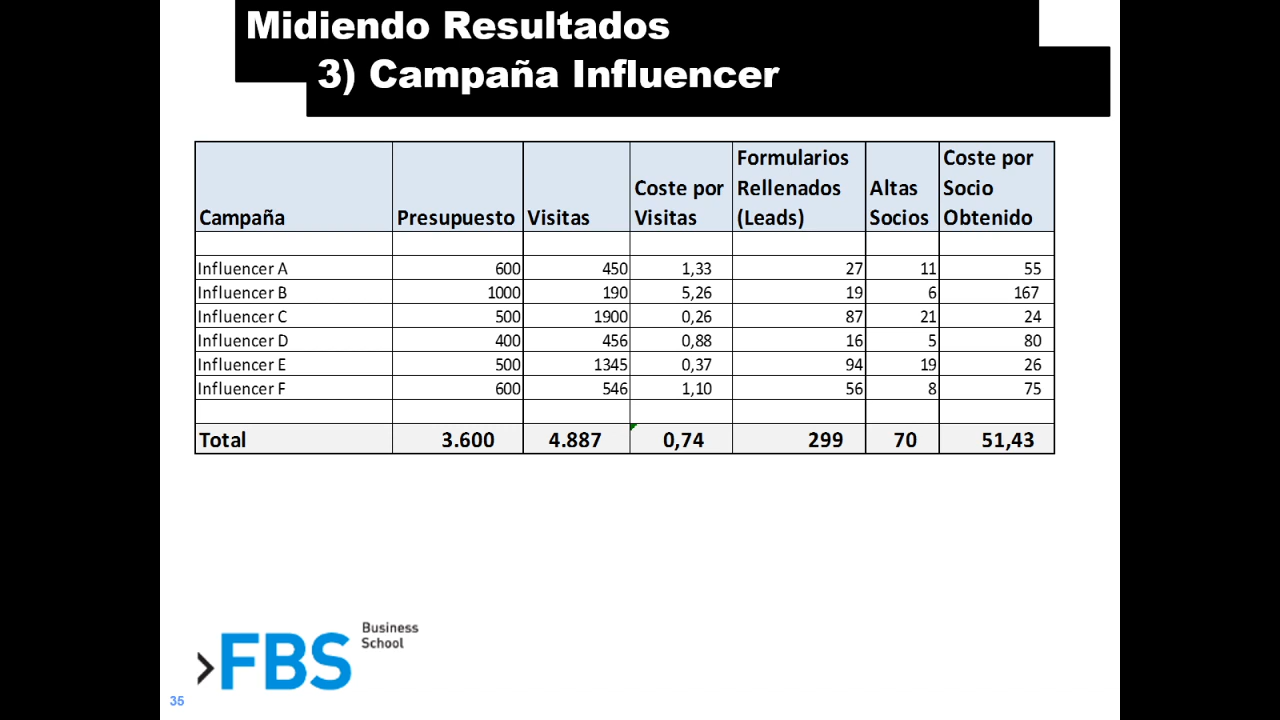 Midiendo Resultados
3) Campaña Influencer
Campaña Presupuesto Visitas Coste por Visitas Formularios Rellenados (Leads) Altas Socios Coste por Socio Obtenido
Influencer A 600 450 1,33 27 11 55
Influencer B 1000 190 5,26 19 6 167
Influencer C 500 1900 0,26 87 21 24
Influencer D 400 456 0,88 16 5 80
Influencer E 500 1345 0,37 94 19 26
Influencer F 600 546 1,10 56 8 75
Total 3.600 4.887 0,74 299 70 51,43
Business
School
FBS
35